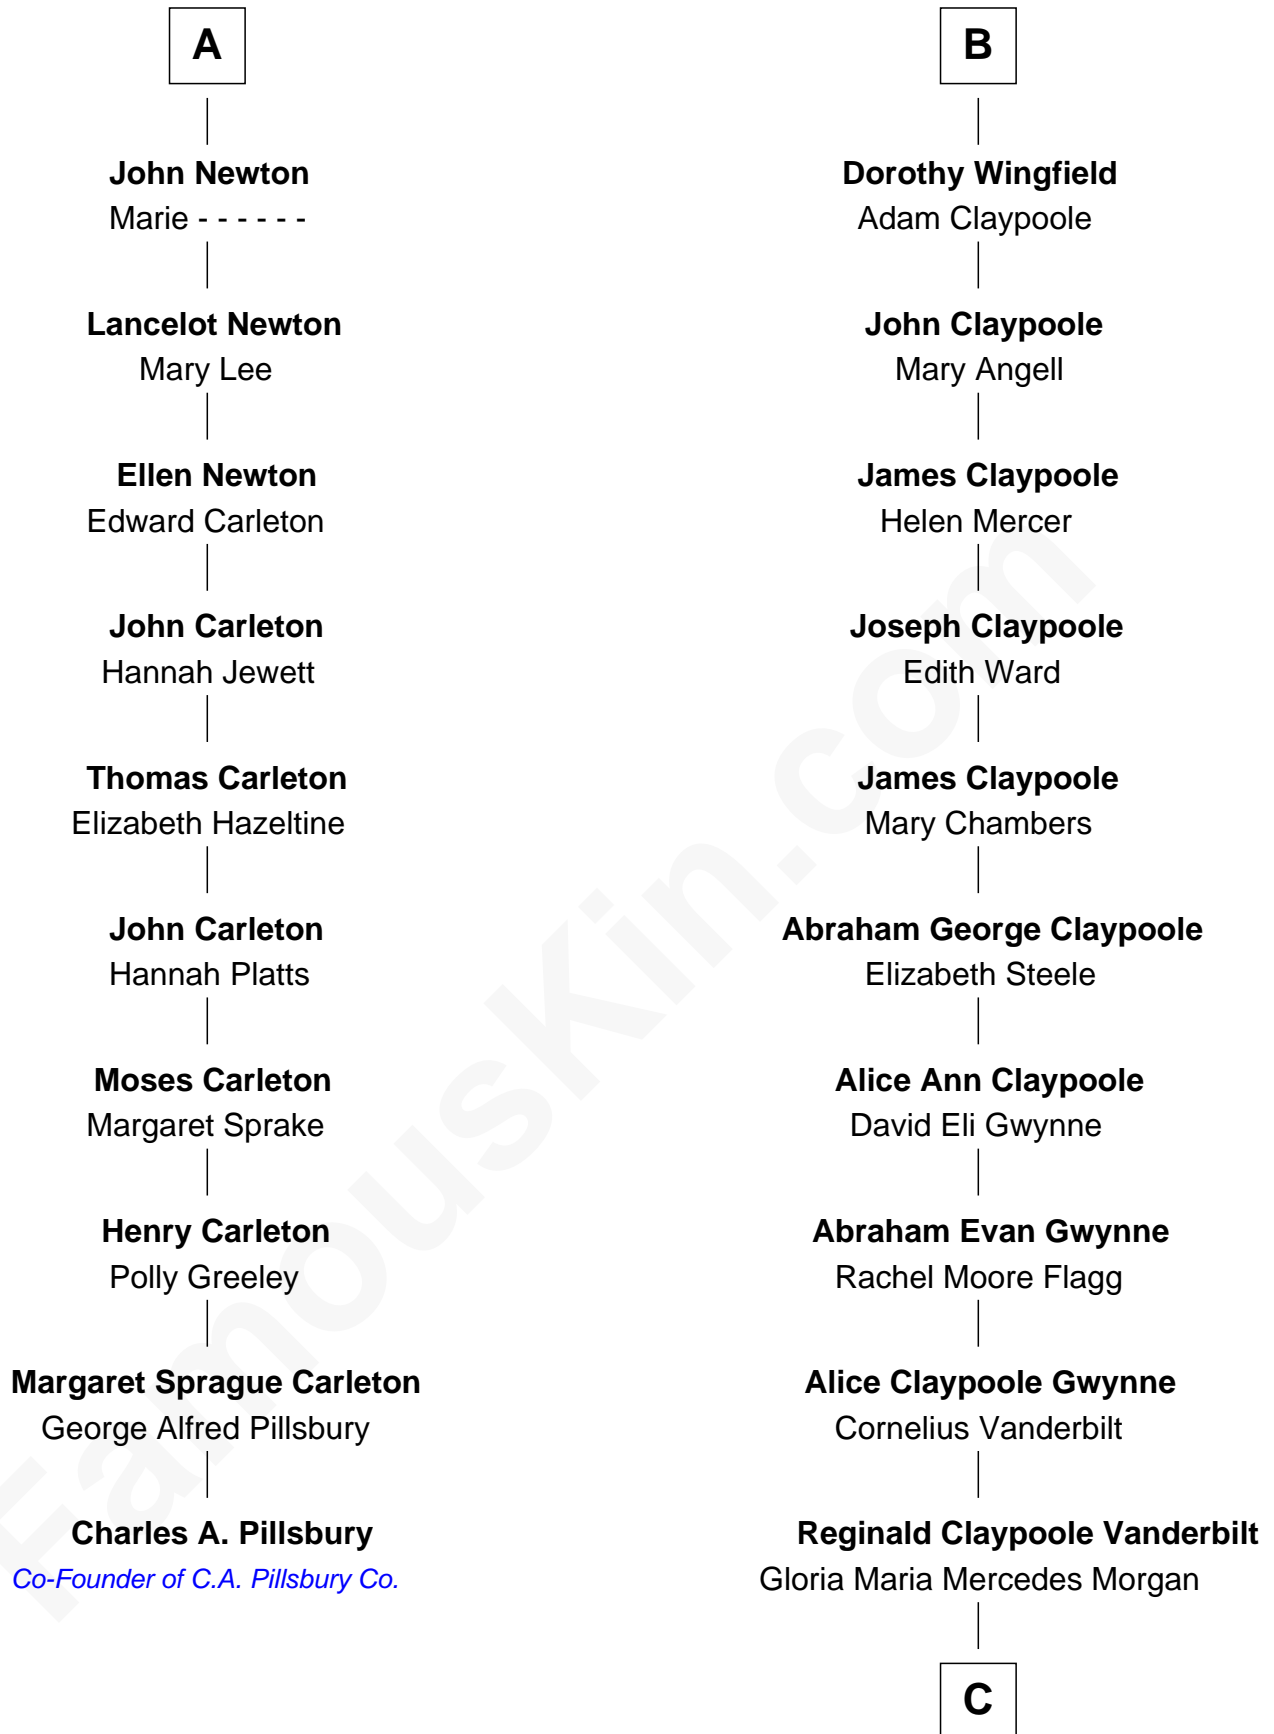 A
John Newton
Marie - - - - - -
Lancelot Newton
Mary Lee
Ellen Newton
Edward Carleton
John Carleton
Hannah Jewett
Thomas Carleton
Elizabeth Hazeltine
John Carleton
Hannah Platts
Moses Carleton
Margaret Sprake
Henry Carleton
Polly Greeley
Margaret Sprague Carleton
George Alfred Pillsbury
Charles A. Pillsbury
Co-Founder of C.A. Pillsbury Co.
B
Dorothy Wingfield
Adam Claypoole
John Claypoole
Mary Angell
James Claypoole
Helen Mercer
Joseph Claypoole
Edith Ward
James Claypoole
Mary Chambers
Abraham George Claypoole
Elizabeth Steele
Alice Ann Claypoole
David Eli Gwynne
Abraham Evan Gwynne
Rachel Moore Flagg
Alice Claypoole Gwynne
Cornelius Vanderbilt
Reginald Claypoole Vanderbilt
Gloria Maria Mercedes Morgan
C
FamousKin.com